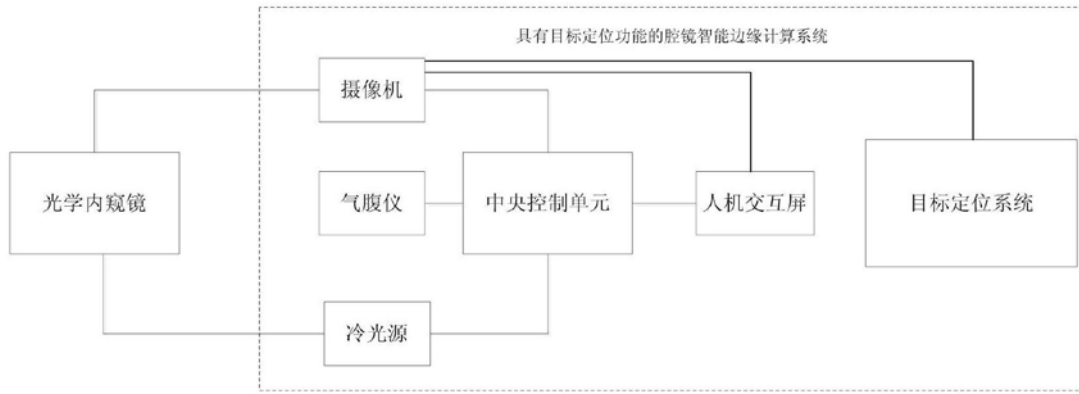 具有目标定位功能的腔镜智能边缘计算系统
摄像机
光学内窥镜
气腹仪
中央控制单元
人机交互屏
目标定位系统
冷光源